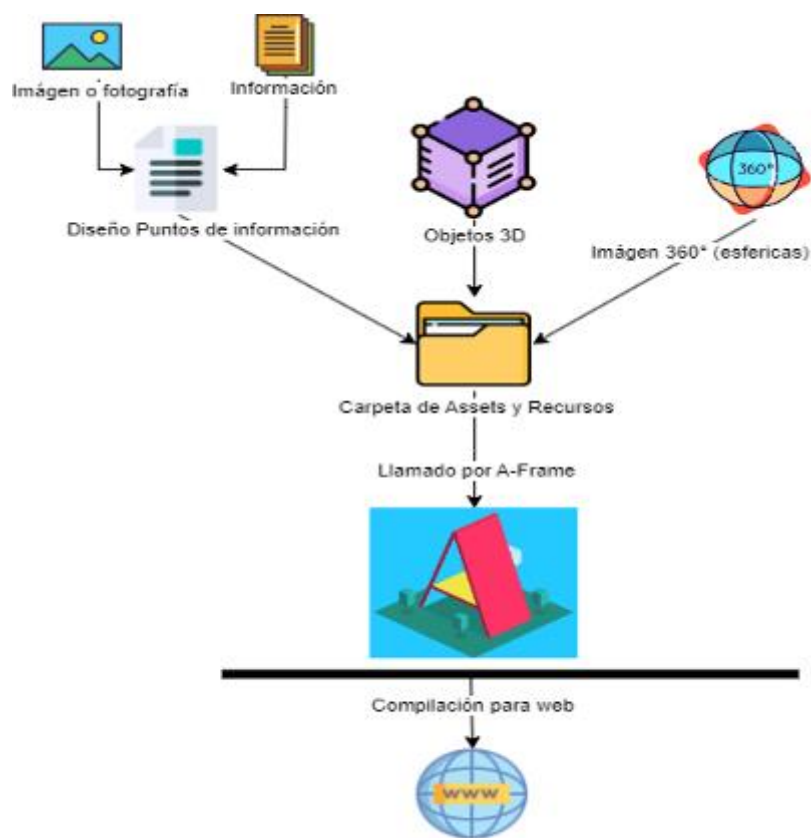 Imágen o fotografía
Información
Diseño Puntos de información
Objetos 3D
360°
Imágen 360° (esfericas)
Carpeta de Assets y Recursos
Llamado por A-Frame
Compilación para web
www